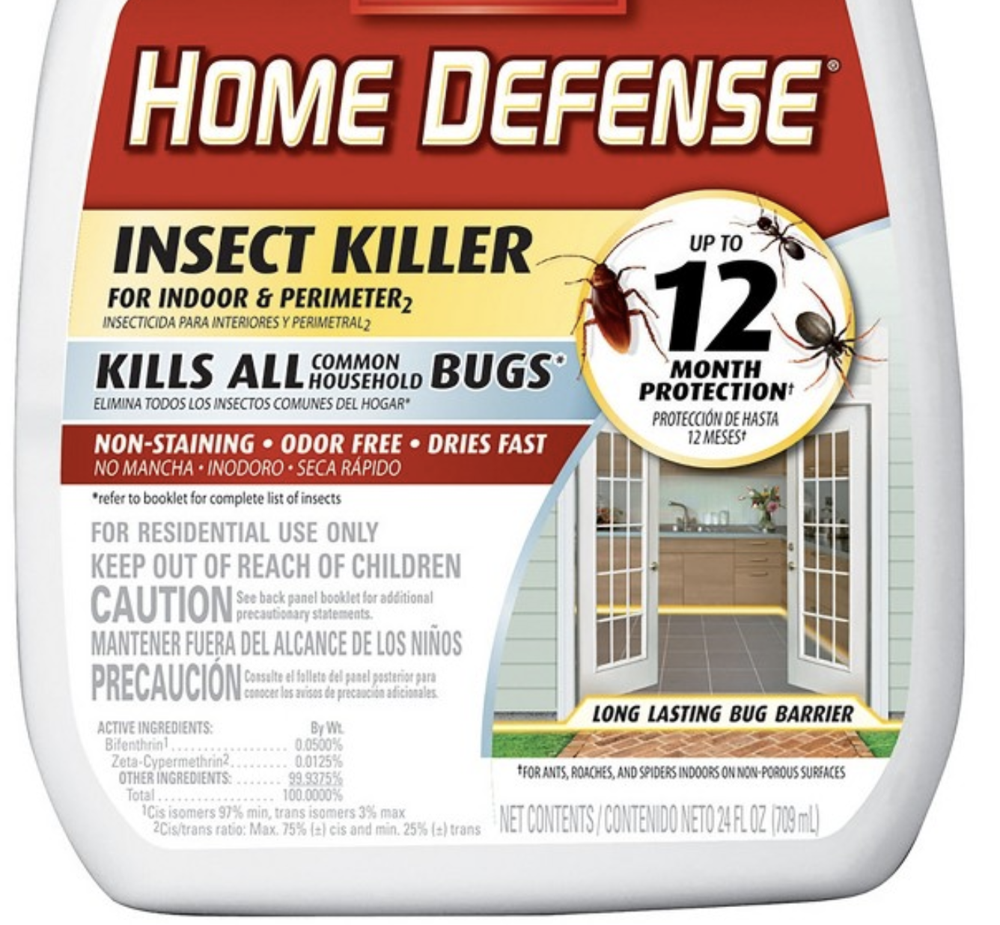 HOME DEFENSE®
INSECT KILLER
FOR INDOOR & PERIMETER2
INSECTICIDA PARA INTERIORES Y PERIMETRAL2
KILLS ALL COMMON HOUSEHOLD BUGS*
ELIMINA TODOS LOS INSECTOS COMUNES DEL HOGAR*
NON-STAINING • ODOR FREE • DRIES FAST
NO MANCHA • INODORO • SECA RÁPIDO
UP TO
12
MONTH
PROTECTION†
PROTECCIÓN DE HASTA
12 MESES†
*refer to booklet for complete list of insects
FOR RESIDENTIAL USE ONLY
KEEP OUT OF REACH OF CHILDREN
CAUTION See back panel booklet for additional
precautionary statements.
MANTENER FUERA DEL ALCANCE DE LOS NIÑOS
PRECAUCIÓN Consulte el folleto del panel posterior para
conocer los avisos de precaución adicionales.
ACTIVE INGREDIENTS: By Wt.
Bifenthrin1.................. 0.0500%
Zeta-Cypermethrin2......... 0.0125%
OTHER INGREDIENTS: ....... 99.9375%
Total .................... 100.0000%
1Cis isomers 97% min, trans isomers 3% max
2Cis/trans ratio: Max. 75% (±) cis and min. 25% (±) trans
LONG LASTING BUG BARRIER
†FOR ANTS, ROACHES, AND SPIDERS INDOORS ON NON-POROUS SURFACES
NET CONTENTS / CONTENIDO NETO 24 FL OZ (709 mL)